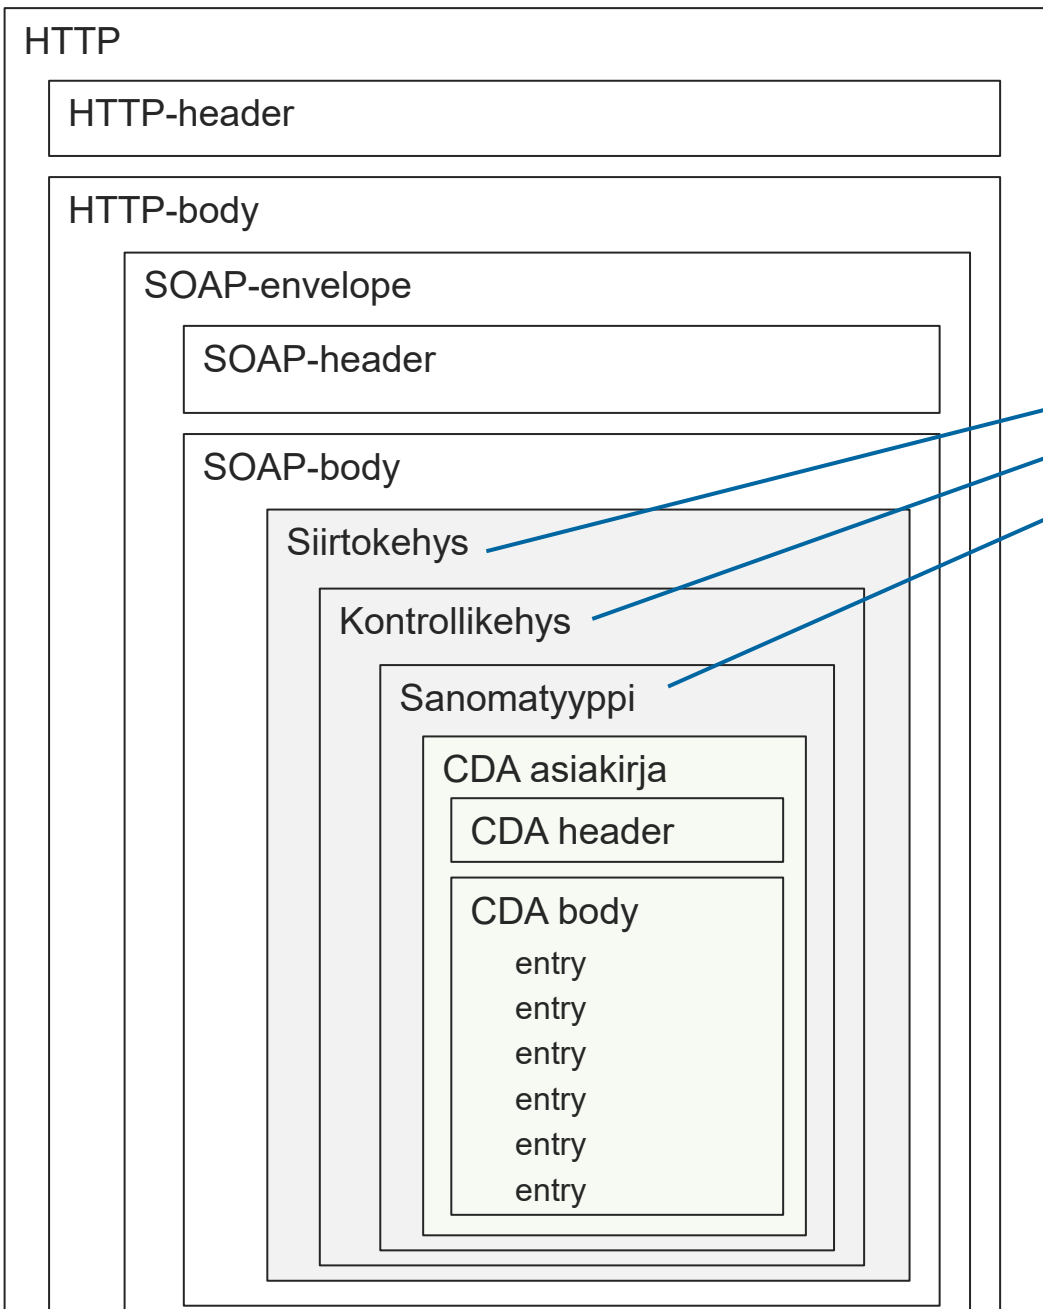 HTTP
HTTP-header
HTTP-body
SOAP-envelope
SOAP-header
SOAP-body
Siirtokehys
Kontrollikehys
Sanomatyyppi
CDA asiakirja
CDA header
CDA body
entry
entry
entry
entry
entry
entry